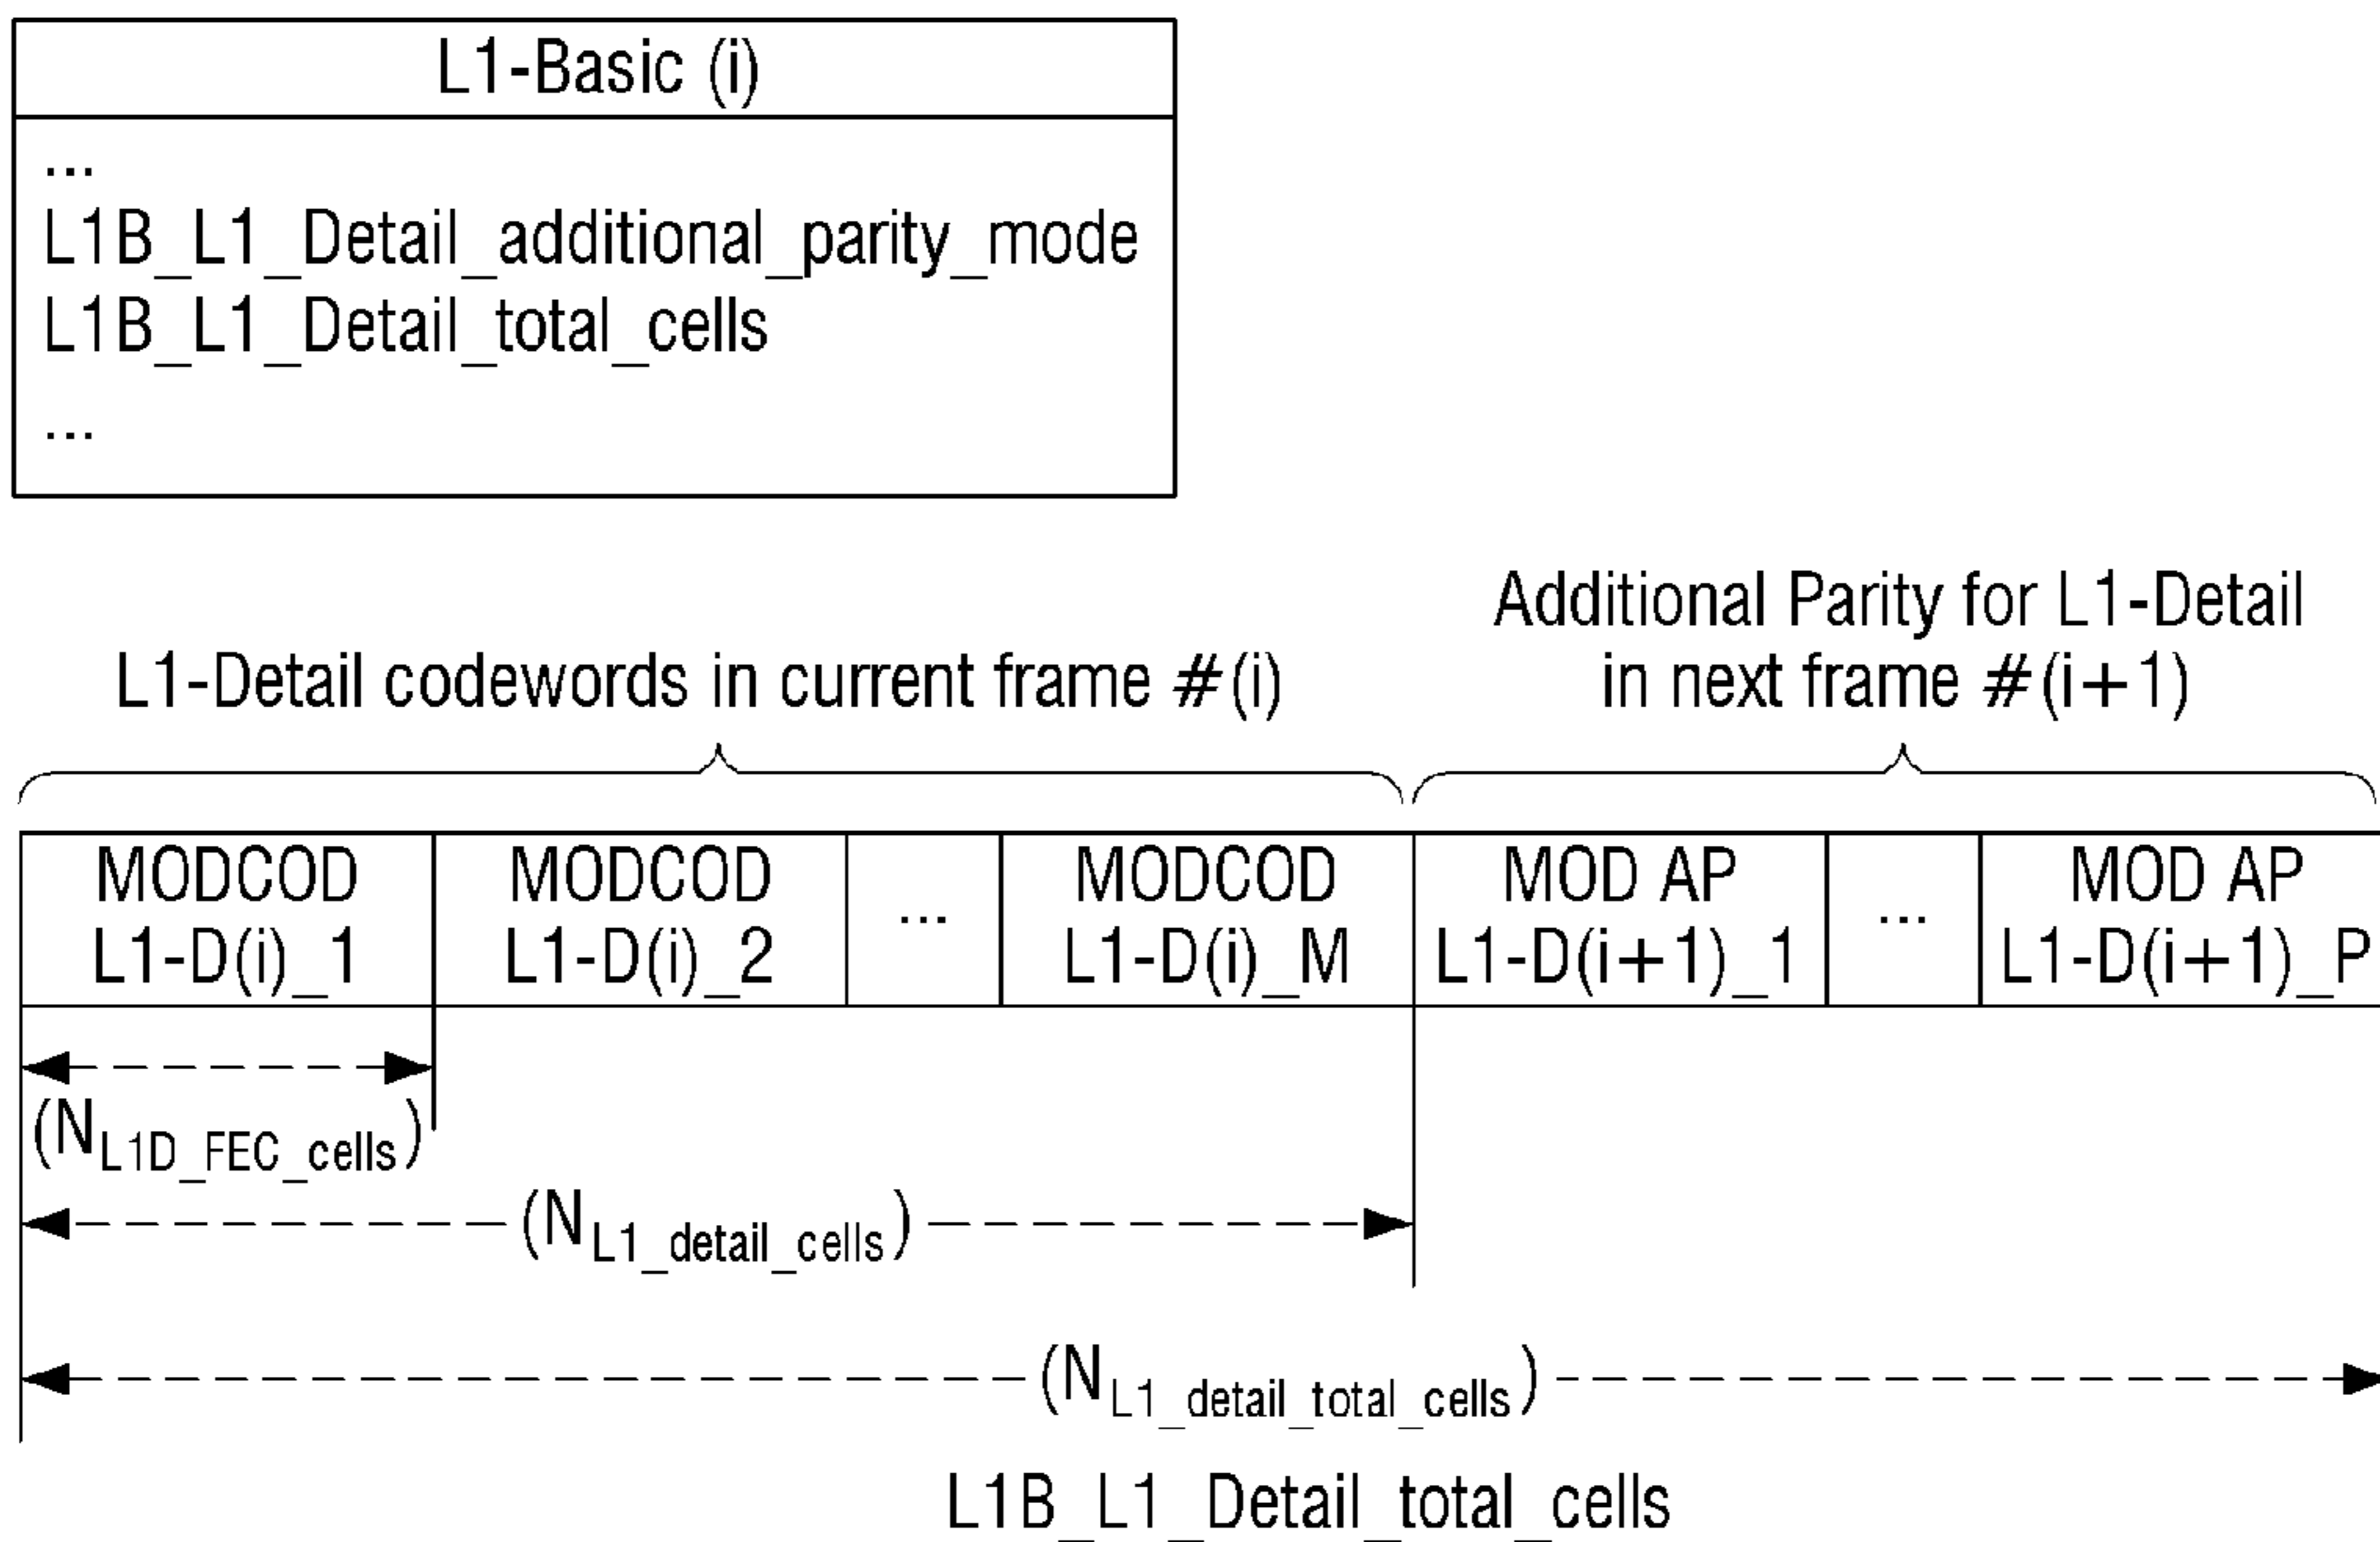 L1-Basic (i)
...
L1B_L1_Detail_additional_parity_mode
L1B_L1_Detail_total_cells
...
L1-Detail codewords in current frame #(i)
Additional Parity for L1-Detail
in next frame #(i+1)
MODCOD
L1-D(i)_1
MODCOD
L1-D(i)_2
...
MODCOD
L1-D(i)_M
MOD AP
L1-D(i+1)_1
...
MOD AP
L1-D(i+1)_P
(NL1D_FEC_cells)
(NL1_detail_cells)
(NL1_detail_total_cells)
L1B_L1_Detail_total_cells